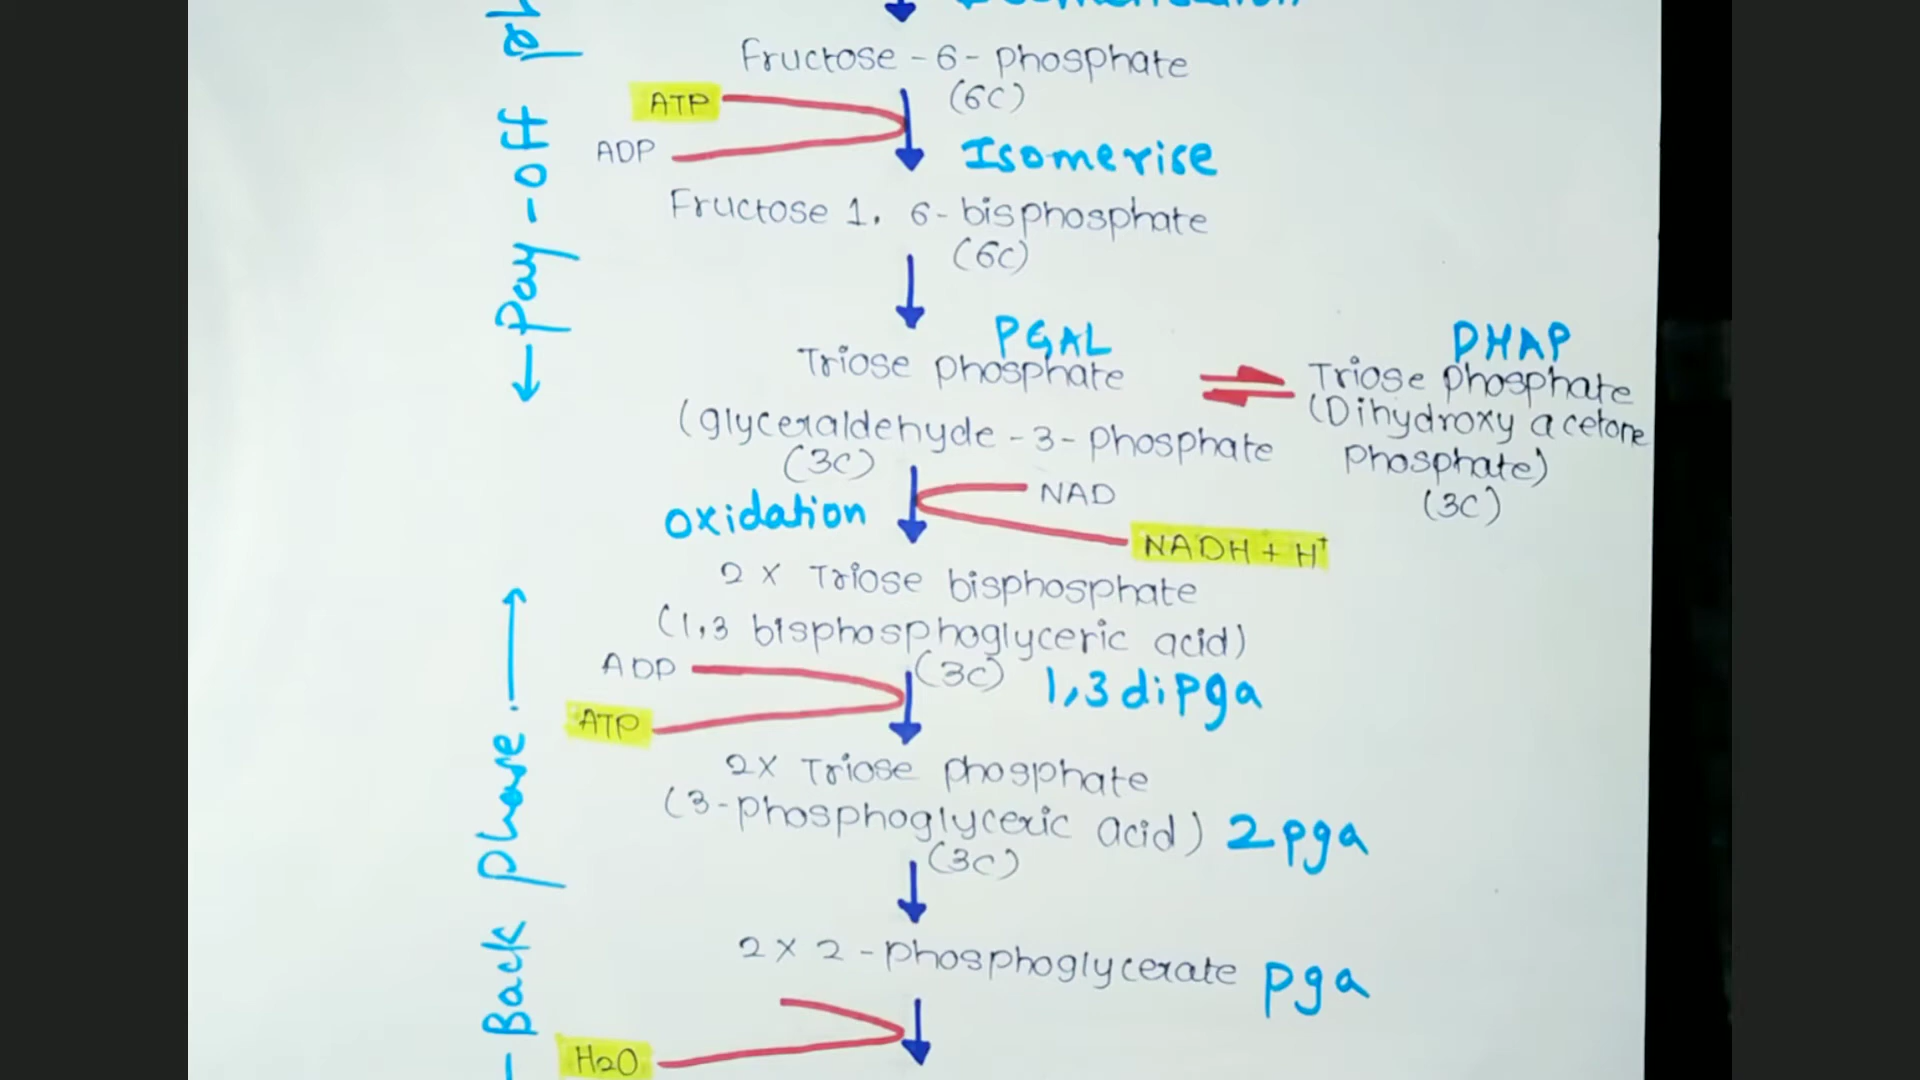 Fructose - 6 - phosphate
(6C)
ATP
ADP
Isomerise
Fructose 1, 6 - bisphosphate
(6C)
← Pay-off
PGAL
Triose phosphate
(glyceraldehyde - 3 - phosphate
(3C)
DHAP
Triose phosphate
(Dihydroxy acetone
phosphate)
(3C)
oxidation
NAD
NADH + H⁺
2 x Triose bisphosphate
(1,3 bisphosphoglyceric acid)
(3C)
1,3 dipga
ADP
ATP
2x Triose phosphate
(3-phosphoglyceric acid) 2pga
(3C)
2 x 2 - phosphoglycerate pga
H2O
Back phase